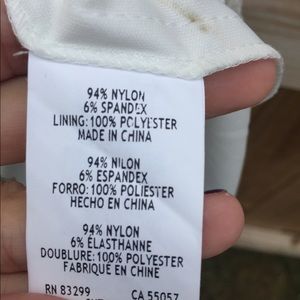 94% NYLON
6% SPANDEX
LINING: 100% POLYESTER
MADE IN CHINA
94% NILON
6% ESPANDEX
FORRO: 100% POLIESTER
HECHO EN CHINA
94% NYLON
6% ÉLASTHANNE
DOUBLURE: 100% POLYESTER
FABRIQUÉ EN CHINE
RN 83299 CA 55057